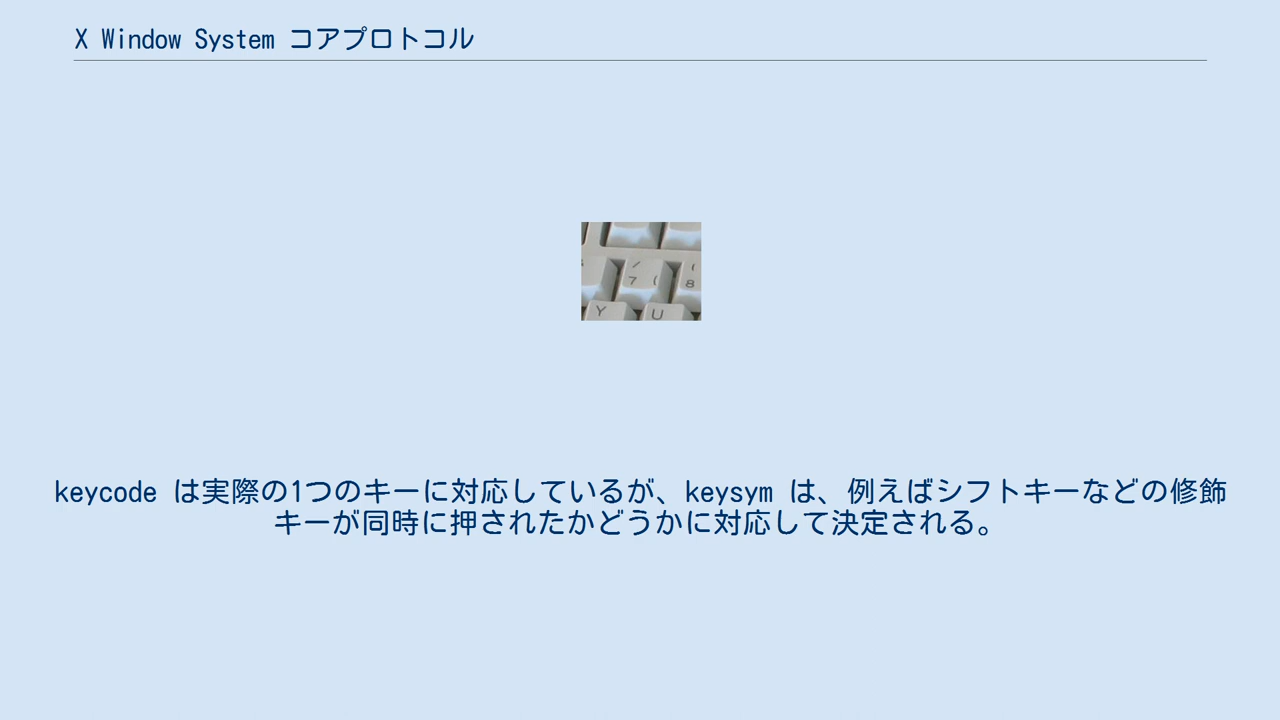 X Window System コアプロトコル
/
7 (
(
8
Y U
keycode は実際の1つのキーに対応しているが、keysym は、例えばシフトキーなどの修飾
キーが同時に押されたかどうかに対応して決定される。